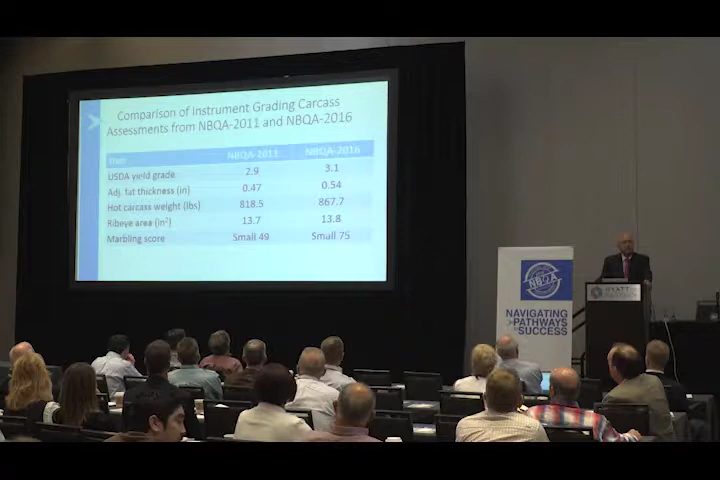 Comparison of Instrument Grading Carcass
Assessments from NBQA-2011 and NBQA-2016
Trait NBQA-2011 NBQA-2016
USDA yield grade 2.9 3.1
Adj. fat thickness (in) 0.47 0.54
Hot carcass weight (lbs) 818.5 867.7
Ribeye area (in²) 13.7 13.8
Marbling score Small 49 Small 75
NBQA
NAVIGATING
PATHWAYS
TO SUCCESS
HYATT